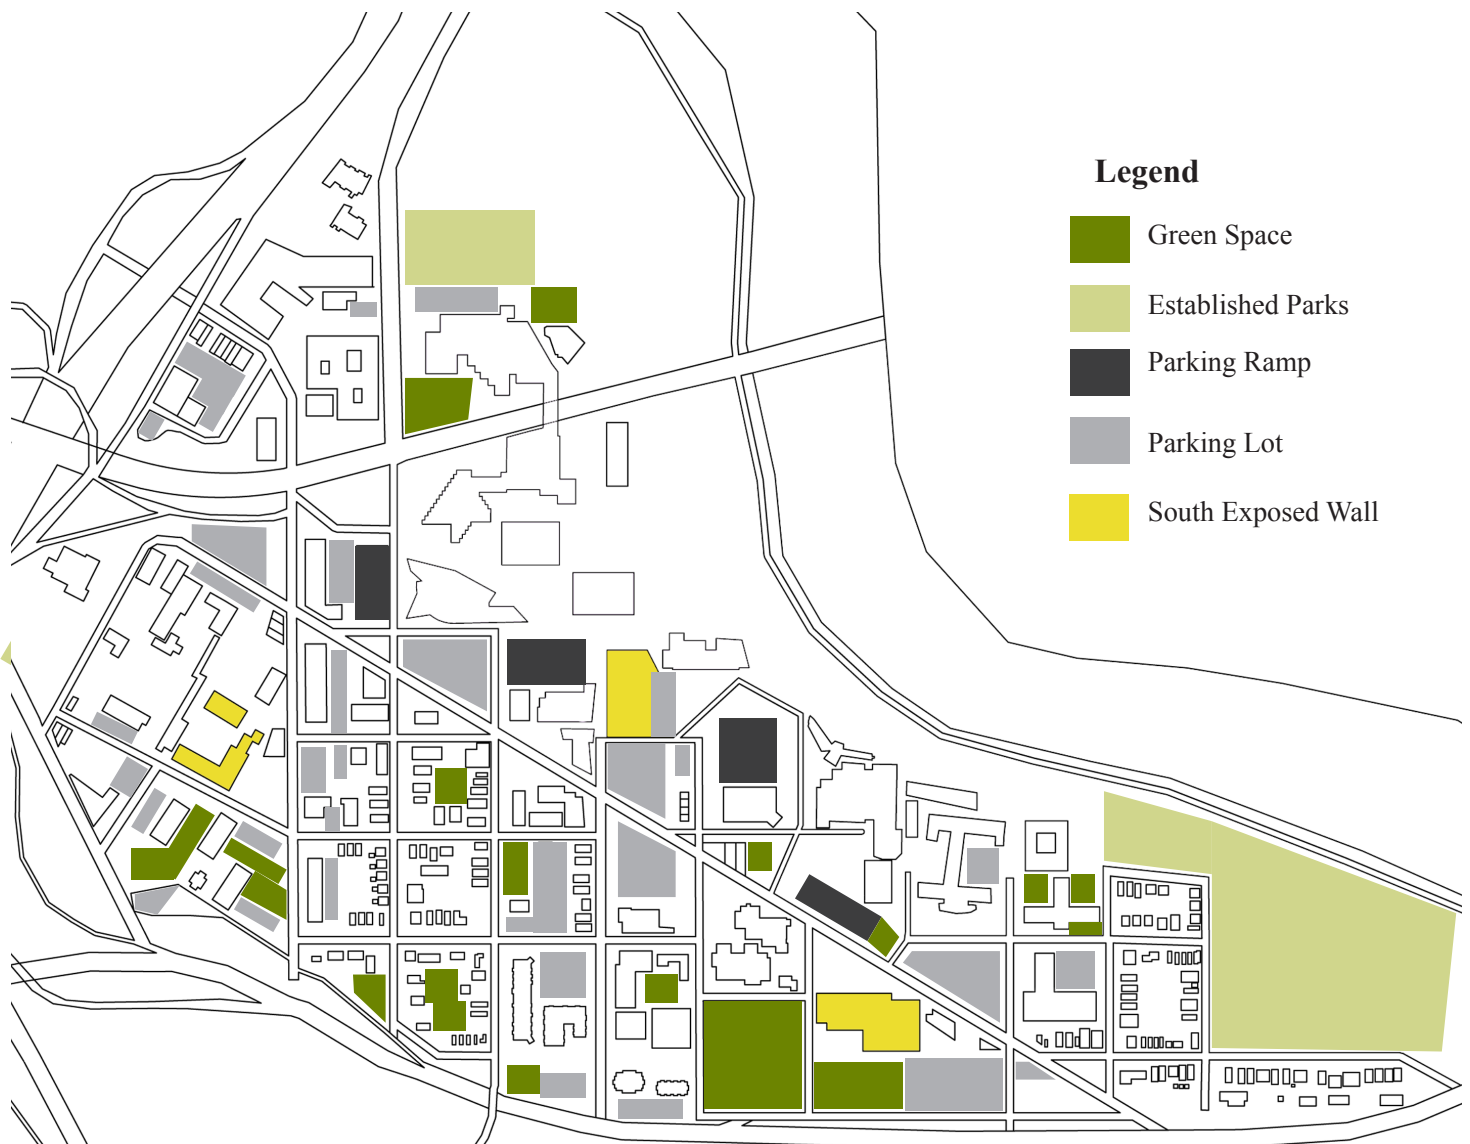 Legend
Green Space
Established Parks
Parking Ramp
Parking Lot
South Exposed Wall